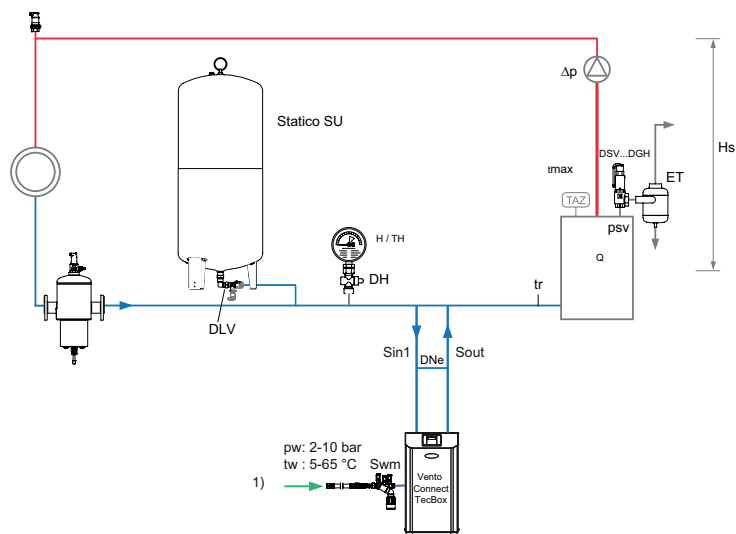 Δp
Statico SU
Hs
DSV...DGH
tmax
ET
TAZ
psv
H / TH
Q
DH
tr
DLV
Sin1
DNe
Sout
pw: 2-10 bar
tw : 5-65 °C
Swm
1)
Vento
Connect
TecBox